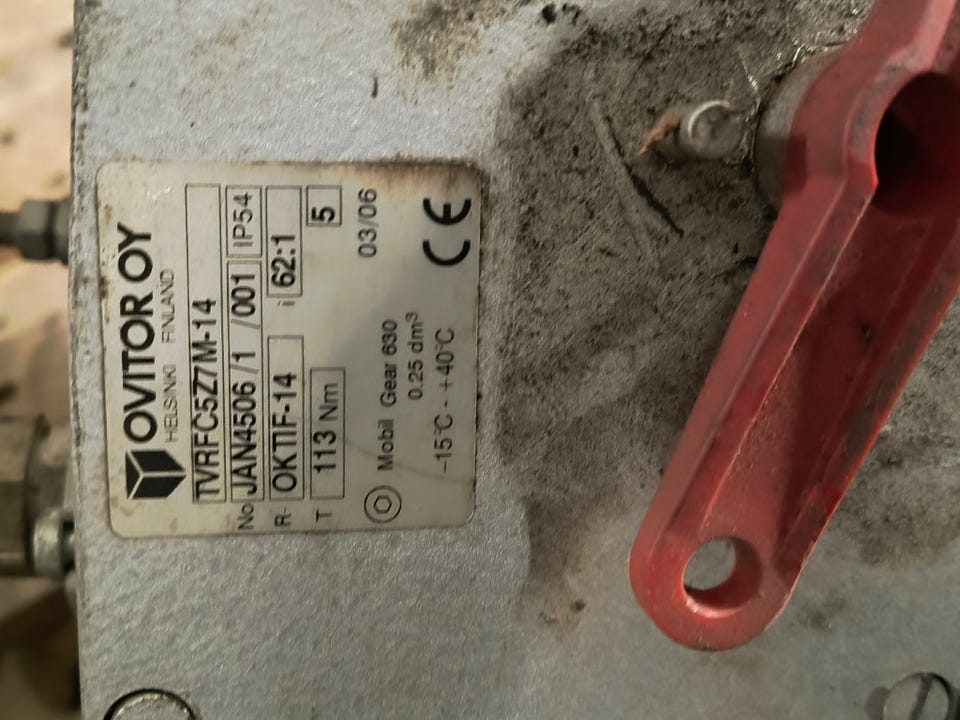 OVITOR OY
HELSINKI FINLAND
TVRFC5Z7M-14
No JAN4506/1 /001 IP54
R- OKTIF-14 i 62:1
T 113 Nm 5
Mobil Gear 630 03/06
0.25 dm³
-15°C - +40°C CE